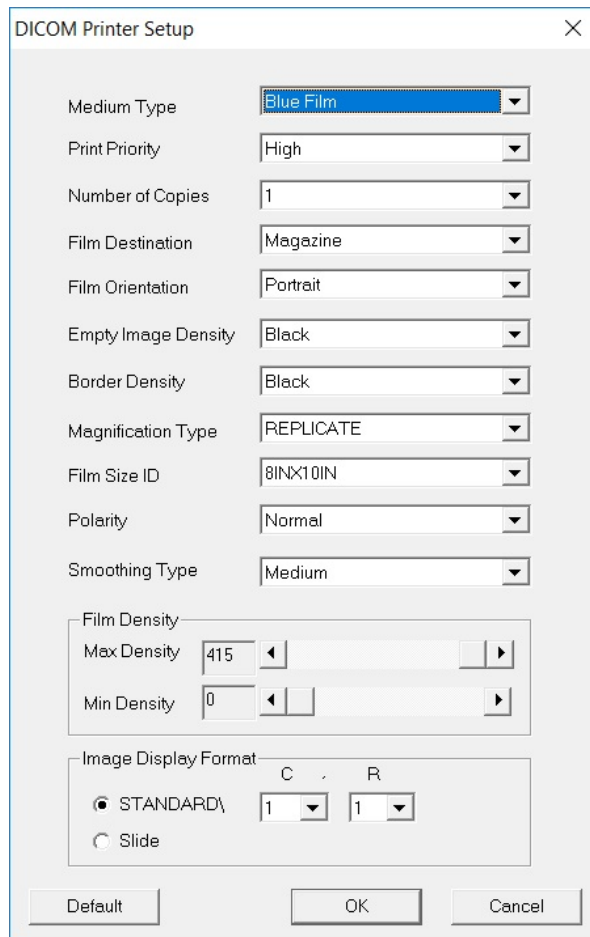 DICOM Printer Setup
Medium Type Blue Film
Print Priority High
Number of Copies 1
Film Destination Magazine
Film Orientation Portrait
Empty Image Density Black
Border Density Black
Magnification Type REPLICATE
Film Size ID 8INX10IN
Polarity Normal
Smoothing Type Medium
Film Density
Max Density 415
Min Density 0
Image Display Format
C , R
STANDARD\ 1 1
Slide
Default OK Cancel